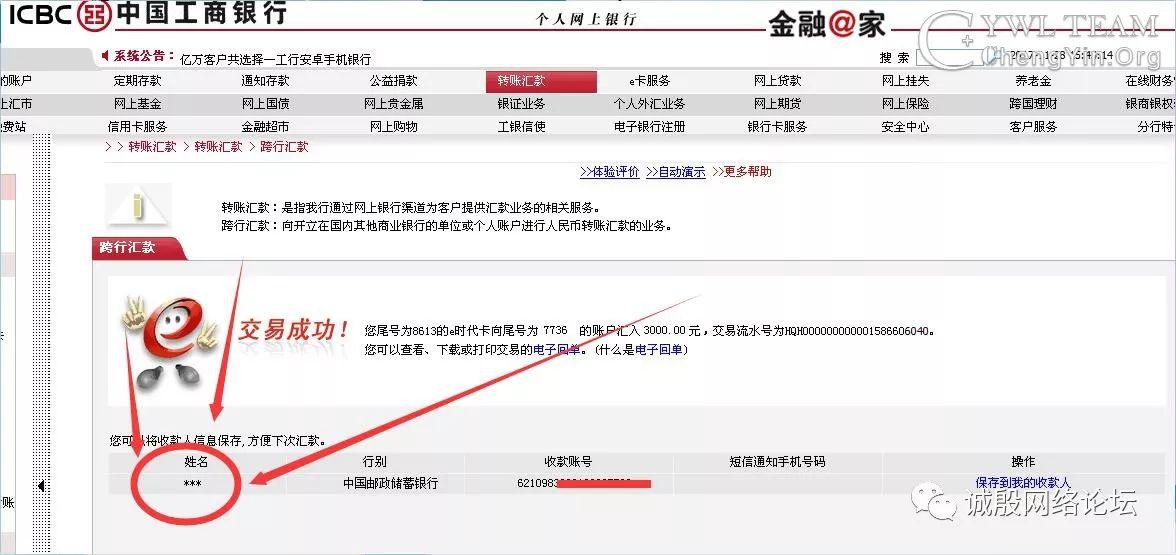 ICBC 中国工商银行 个人网上银行 金融@家
CYWL TEAM
ChengYin.Org
系统公告： 亿万客户共选择—工行安卓手机银行 搜 索
的账户 定期存款 通知存款 公益捐款 转账汇款 e卡服务 网上贷款 网上挂失 养老金 在线财务
上汇市 网上基金 网上国债 网上贵金属 银证业务 个人外汇业务 网上期货 网上保险 跨国理财 银商银权
费站 信用卡服务 金融超市 网上购物 工银信使 电子银行注册 银行卡服务 安全中心 客户服务 分行特
>> 转账汇款 > 转账汇款 > 跨行汇款
>>体验评价 >>自动演示 >>更多帮助
转账汇款：是指我行通过网上银行渠道为客户提供汇款业务的相关服务。
跨行汇款：向开立在国内其他商业银行的单位或个人账户进行人民币转账汇款的业务。
跨行汇款
交易成功！ 您尾号为8613的e时代卡向尾号为 7736 的账户汇入 3000.00 元，交易流水号为HQH000000000001586606040。
您可以查看、下载或打印交易的电子回单。(什么是电子回单)
您可以将收款人信息保存，方便下次汇款。
姓名 行别 收款账号 短信通知手机号码 操作
*** 中国邮政储蓄银行 6210983 保存到我的收款人
账
诚殷网络论坛